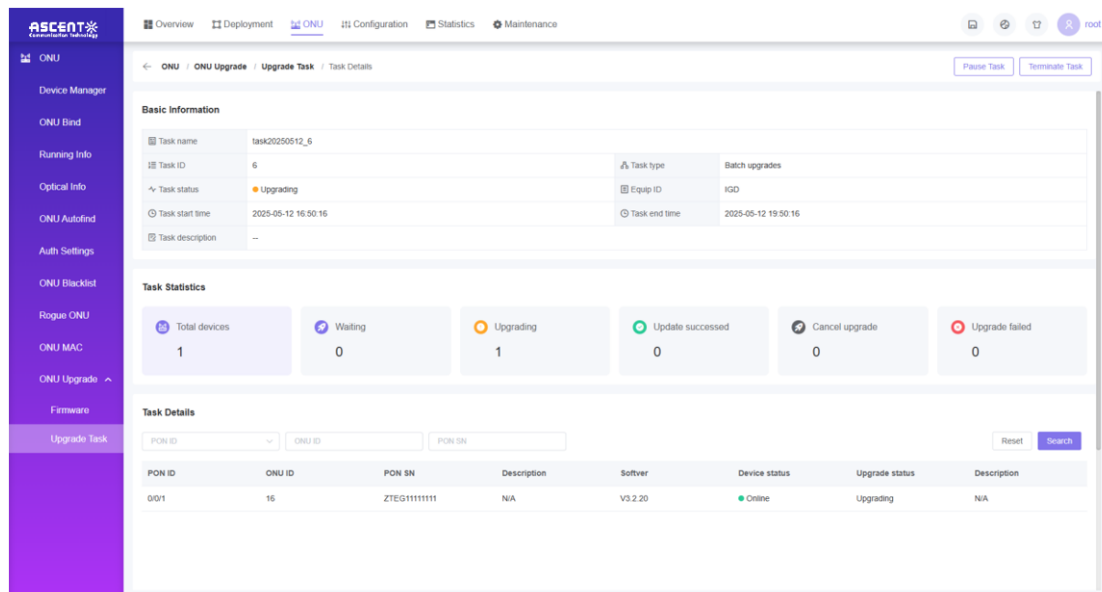 ASCENT
Communication Technology
Overview Deployment ONU Configuration Statistics Maintenance root
ONU
Device Manager
ONU Bind
Running Info
Optical Info
ONU Autofind
Auth Settings
ONU Blacklist
Rogue ONU
ONU MAC
ONU Upgrade
Firmware
Upgrade Task
← ONU / ONU Upgrade / Upgrade Task / Task Details Pause Task Terminate Task
Basic Information
Task name task20250512_6
Task ID 6 Task type Batch upgrades
Task status Upgrading Equip ID IGD
Task start time 2025-05-12 16:50:16 Task end time 2025-05-12 19:50:16
Task description --
Task Statistics
Total devices Waiting Upgrading Update successed Cancel upgrade Upgrade failed
1 0 1 0 0 0
Task Details
PON ID ONU ID PON SN Reset Search
PON ID ONU ID PON SN Description Softver Device status Upgrade status Description
0/0/1 16 ZTEG11111111 N/A V3.2.20 Online Upgrading N/A